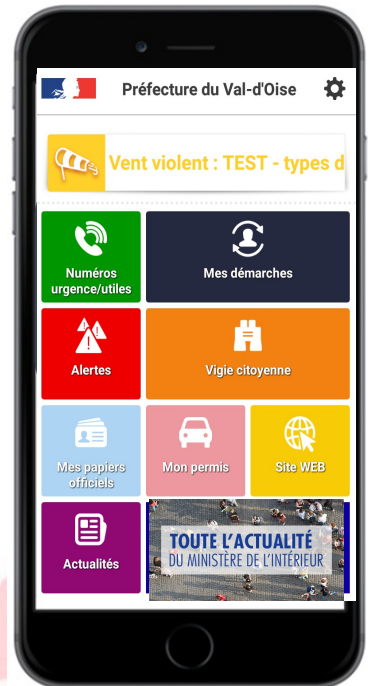 Préfecture du Val-d'Oise
Vent violent : TEST - types d
Numéros
urgence/utiles
Mes démarches
Alertes
Vigie citoyenne
Mes papiers
officiels
Mon permis
Site WEB
Actualités
TOUTE L'ACTUALITÉ
DU MINISTÈRE DE L'INTÉRIEUR